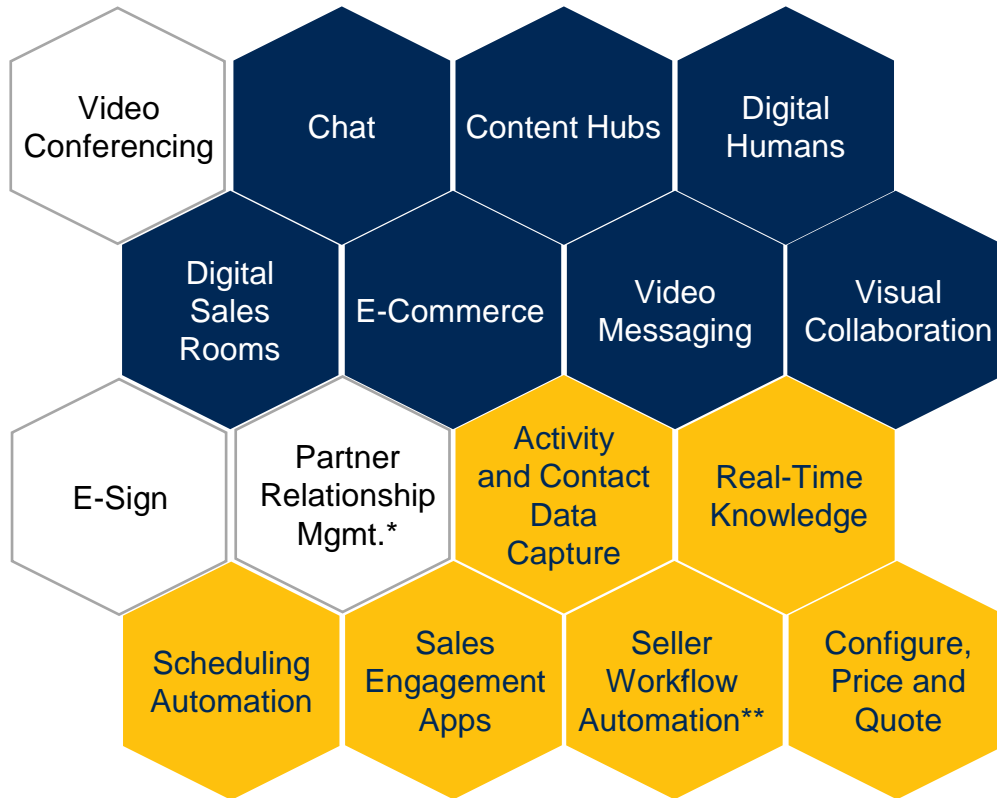 Video
Conferencing
Chat
Content Hubs
Digital
Humans
Digital
Sales
Rooms
E-Commerce
Video
Messaging
Visual
Collaboration
E-Sign
Partner
Relationship
Mgmt.*
Activity
and Contact
Data
Capture
Real-Time
Knowledge
Scheduling
Automation
Sales
Engagement
Apps
Seller
Workflow
Automation**
Configure,
Price and
Quote